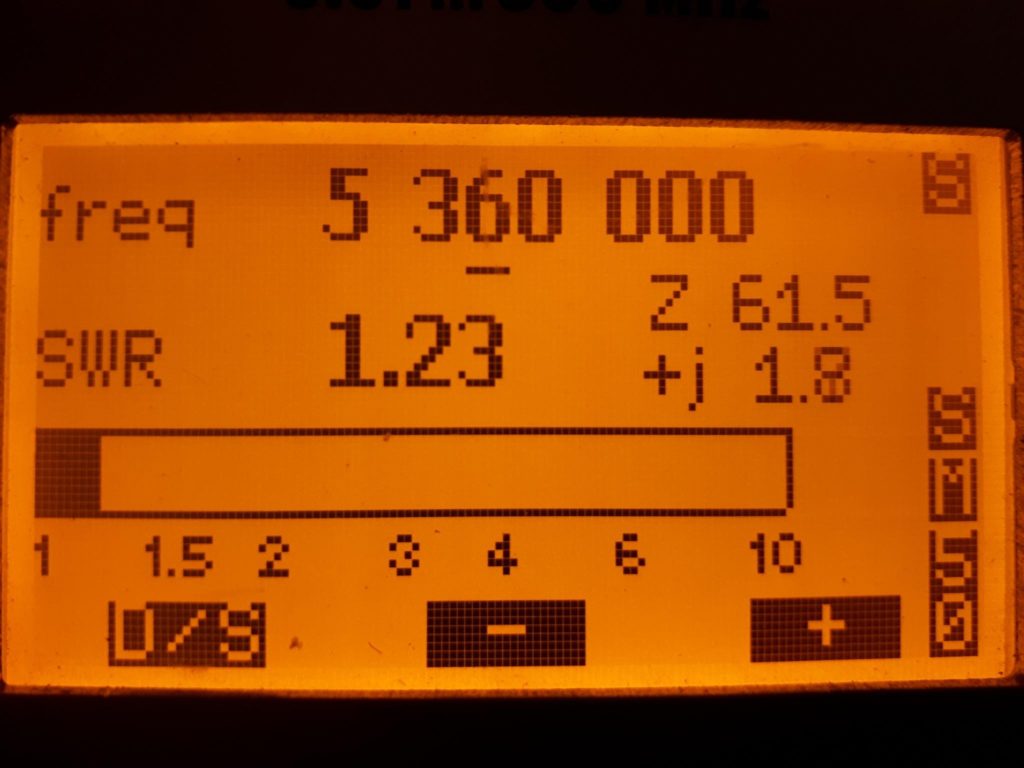 freq 5 360 000 S
Z 61.5
SWR 1.23
+j 1.8
1 1.5 2 3 4 6 10
U/S - +